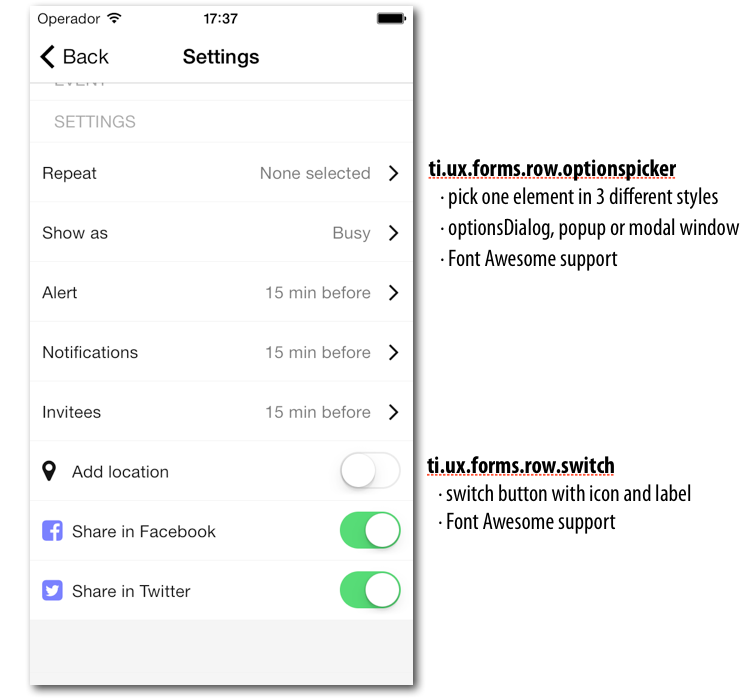 Operador 17:37
Back Settings
EVENT
SETTINGS
Repeat None selected
Show as Busy
Alert 15 min before
Notifications 15 min before
Invitees 15 min before
Add location
Share in Facebook
Share in Twitter
ti.ux.forms.row.optionspicker
· pick one element in 3 different styles
· optionsDialog, popup or modal window
· Font Awesome support
ti.ux.forms.row.switch
· switch button with icon and label
· Font Awesome support